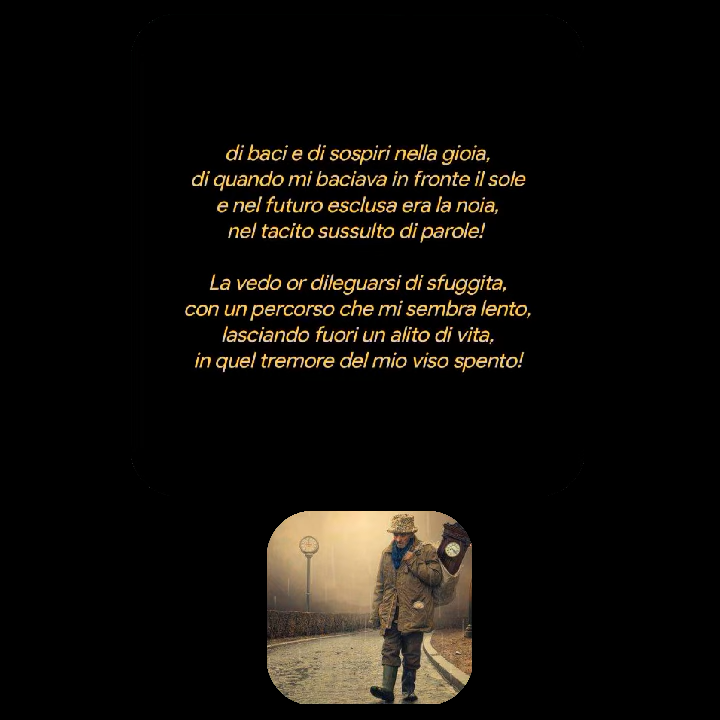 di baci e di sospiri nella gioia,
di quando mi baciava in fronte il sole
e nel futuro esclusa era la noia,
nel tacito sussulto di parole!
La vedo or dileguarsi di sfuggita,
con un percorso che mi sembra lento,
lasciando fuori un alito di vita,
in quel tremore del mio viso spento!